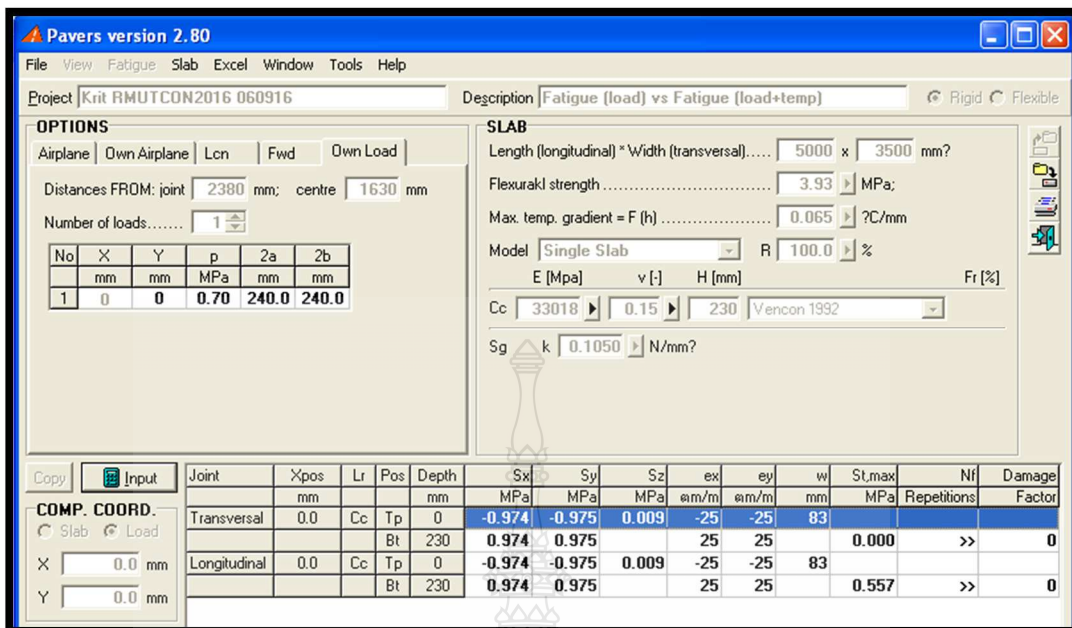 Pavers version 2.80
File View Fatigue Slab Excel Window Tools Help
Project Krit RMUTCON2016 060916 Description Fatigue (load) vs Fatigue (load+temp) Rigid Flexible
OPTIONS
Airplane Own Airplane Lcn Fwd Own Load
Distances FROM: joint 2380 mm; centre 1630 mm
Number of loads....... 1
No X Y p 2a 2b
mm mm MPa mm mm
1 0 0 0.70 240.0 240.0
SLAB
Length (longitudinal) * Width (transversal)..... 5000 x 3500 mm?
Flexurakl strength .................................. 3.93 MPa;
Max. temp. gradient = F (h) ...................... 0.065 ?C/mm
Model Single Slab R 100.0 %
E [Mpa] v [-] H [mm] Fr [%]
Cc 33018 0.15 230 Vencon 1992
Sg k 0.1050 N/mm?
Copy Input
COMP. COORD.
Slab Load
X 0.0 mm
Y 0.0 mm
Joint Xpos Lr Pos Depth Sx Sy Sz ex ey w St,max Nf Damage
mm mm MPa MPa MPa ฒm/m ฒm/m mm MPa Repetitions Factor
Transversal 0.0 Cc Tp 0 -0.974 -0.975 0.009 -25 -25 83
Bt 230 0.974 0.975 25 25 0.000 >> 0
Longitudinal 0.0 Cc Tp 0 -0.974 -0.975 0.009 -25 -25 83
Bt 230 0.974 0.975 25 25 0.557 >> 0